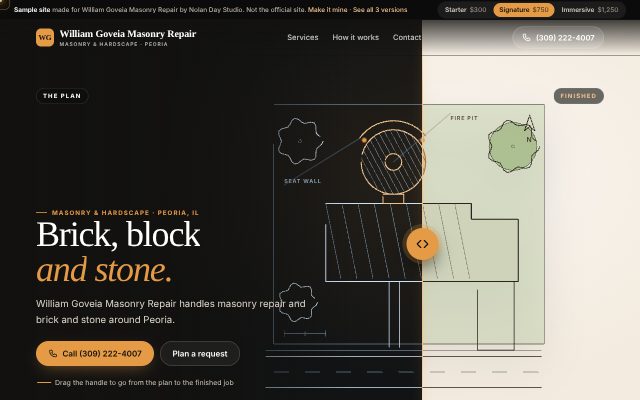 Sample site made for William Goveia Masonry Repair by Nolan Day Studio. Not the official site. Make it mine · See all 3 versions
Starter $300 Signature $750 Immersive $1,250
WG William Goveia Masonry Repair
MASONRY & HARDSCAPE · PEORIA
Services How it works Contact
(309) 222-4007
THE PLAN
FINISHED
FIRE PIT
N
SEAT WALL
MASONRY & HARDSCAPE · PEORIA, IL
Brick, block
and stone.
William Goveia Masonry Repair handles masonry repair and
brick and stone around Peoria.
Call (309) 222-4007 Plan a request
Drag the handle to go from the plan to the finished job